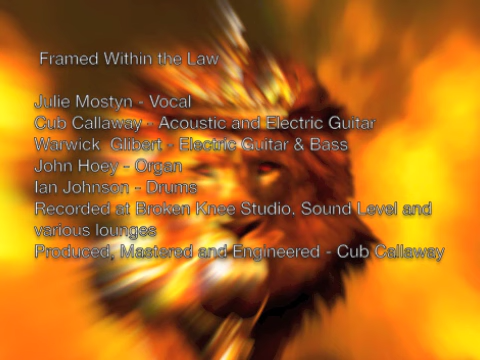 Framed Within the Law
Julie Mostyn - Vocal
Cub Callaway - Acoustic and Electric Guitar
Warwick  Glibert - Electric Guitar & Bass
John Hoey - Organ
Ian Johnson - Drums
Recorded at Broken Knee Studio. Sound Level and
various lounges
Produced, Mastered and Engineered - Cub Callaway